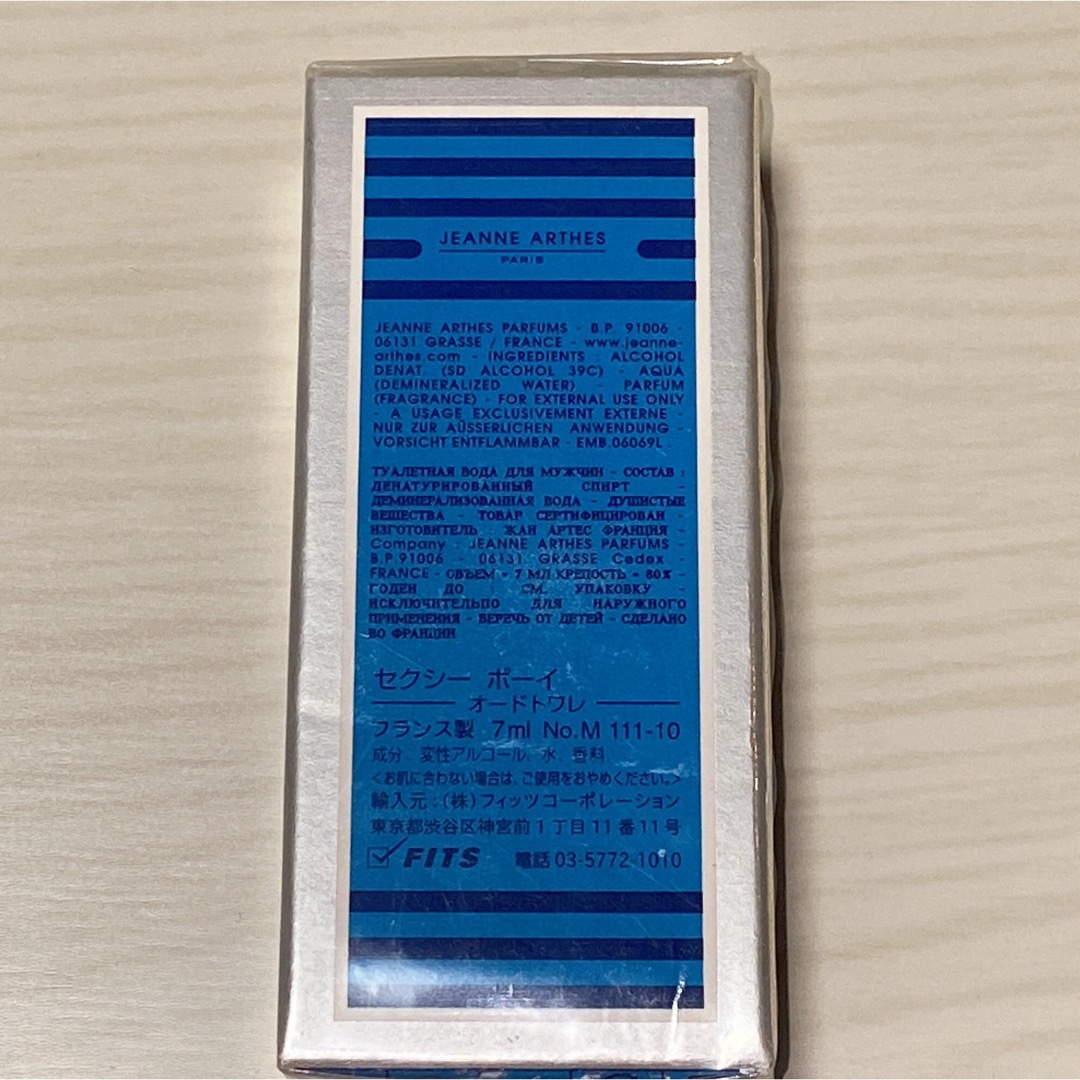 JEANNE ARTHES
PARIS
JEANNE ARTHES PARFUMS - B.P. 91006 -
06131 GRASSE / FRANCE - www.jeanne-
arthes.com - INGREDIENTS : ALCOHOL
DENAT. (SD ALCOHOL 39C) - AQUA
(DEMINERALIZED WATER) - PARFUM
(FRAGRANCE) - FOR EXTERNAL USE ONLY
- A USAGE EXCLUSIVEMENT EXTERNE -
NUR ZUR AÜSSERLICHEN ANWENDUNG -
VORSICHT ENTFLAMMBAR - EMB.06069L
ТУАЛЕТНАЯ ВОДА ДЛЯ МУЖЧИН - СОСТАВ :
ДЕНАТУРИРОВАННЫЙ СПИРТ -
ДЕМИНЕРАЛИЗОВАННАЯ ВОДА - ДУШИСТЫЕ
ВЕЩЕСТВА - ТОВАР СЕРТИФИЦИРОВАН -
ИЗГОТОВИТЕЛЬ : ЖАН АРТЕС ФРАНЦИЯ -
Company : JEANNE ARTHES PARFUMS -
B.P.91006 - 06131 GRASSE Cedex -
FRANCE - ОБЪЕМ = 7 МЛ КРЕПОСТЬ = 80% -
ГОДЕН ДО : СМ. УПАКОВКУ -
ИСКЛЮЧИТЕЛЬПО ДЛЯ НАРУЖНОГО
ПРИМЕНЕНИЯ - БЕРЕЧЬ ОТ ДЕТЕЙ - СДЕЛАНО
ВО ФРАНЦИИ
セクシー ボーイ
オードトワレ
フランス製 7ml No.M 111-10
成分 変性アルコール、水、香料
<お肌に合わない場合は、ご使用をおやめください。>
輸入元:(株)フィッツコーポレーション
東京都渋谷区神宮前1丁目11番11号
FITS 電話 03-5772-1010